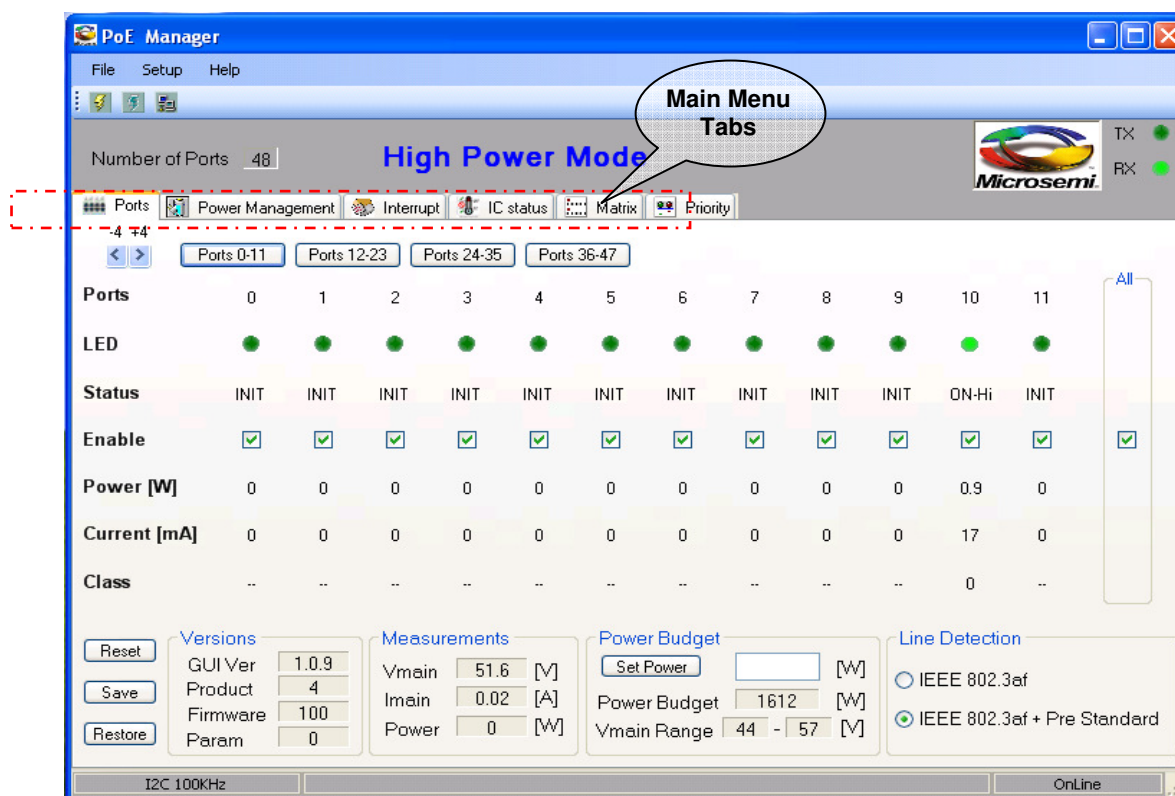 PoE Manager
File Setup Help
Main Menu
Tabs
Number of Ports 48
High Power Mode
Microsemi.
TX
RX
Ports Power Management Interrupt IC status Matrix Priority
-4 +4
< > Ports 0-11 Ports 12-23 Ports 24-35 Ports 36-47
All
Ports 0 1 2 3 4 5 6 7 8 9 10 11
LED
Status INIT INIT INIT INIT INIT INIT INIT INIT INIT INIT ON-Hi INIT
Enable
Power [W] 0 0 0 0 0 0 0 0 0 0 0.9 0
Current [mA] 0 0 0 0 0 0 0 0 0 0 17 0
Class -- -- -- -- -- -- -- -- -- -- 0 --
Reset
Save
Restore
Versions
GUI Ver 1.0.9
Product 4
Firmware 100
Param 0
Measurements
Vmain 51.6 [V]
Imain 0.02 [A]
Power 0 [W]
Power Budget
Set Power [W]
Power Budget 1612 [W]
Vmain Range 44 - 57 [V]
Line Detection
IEEE 802.3af
IEEE 802.3af + Pre Standard
I2C 100KHz
OnLine